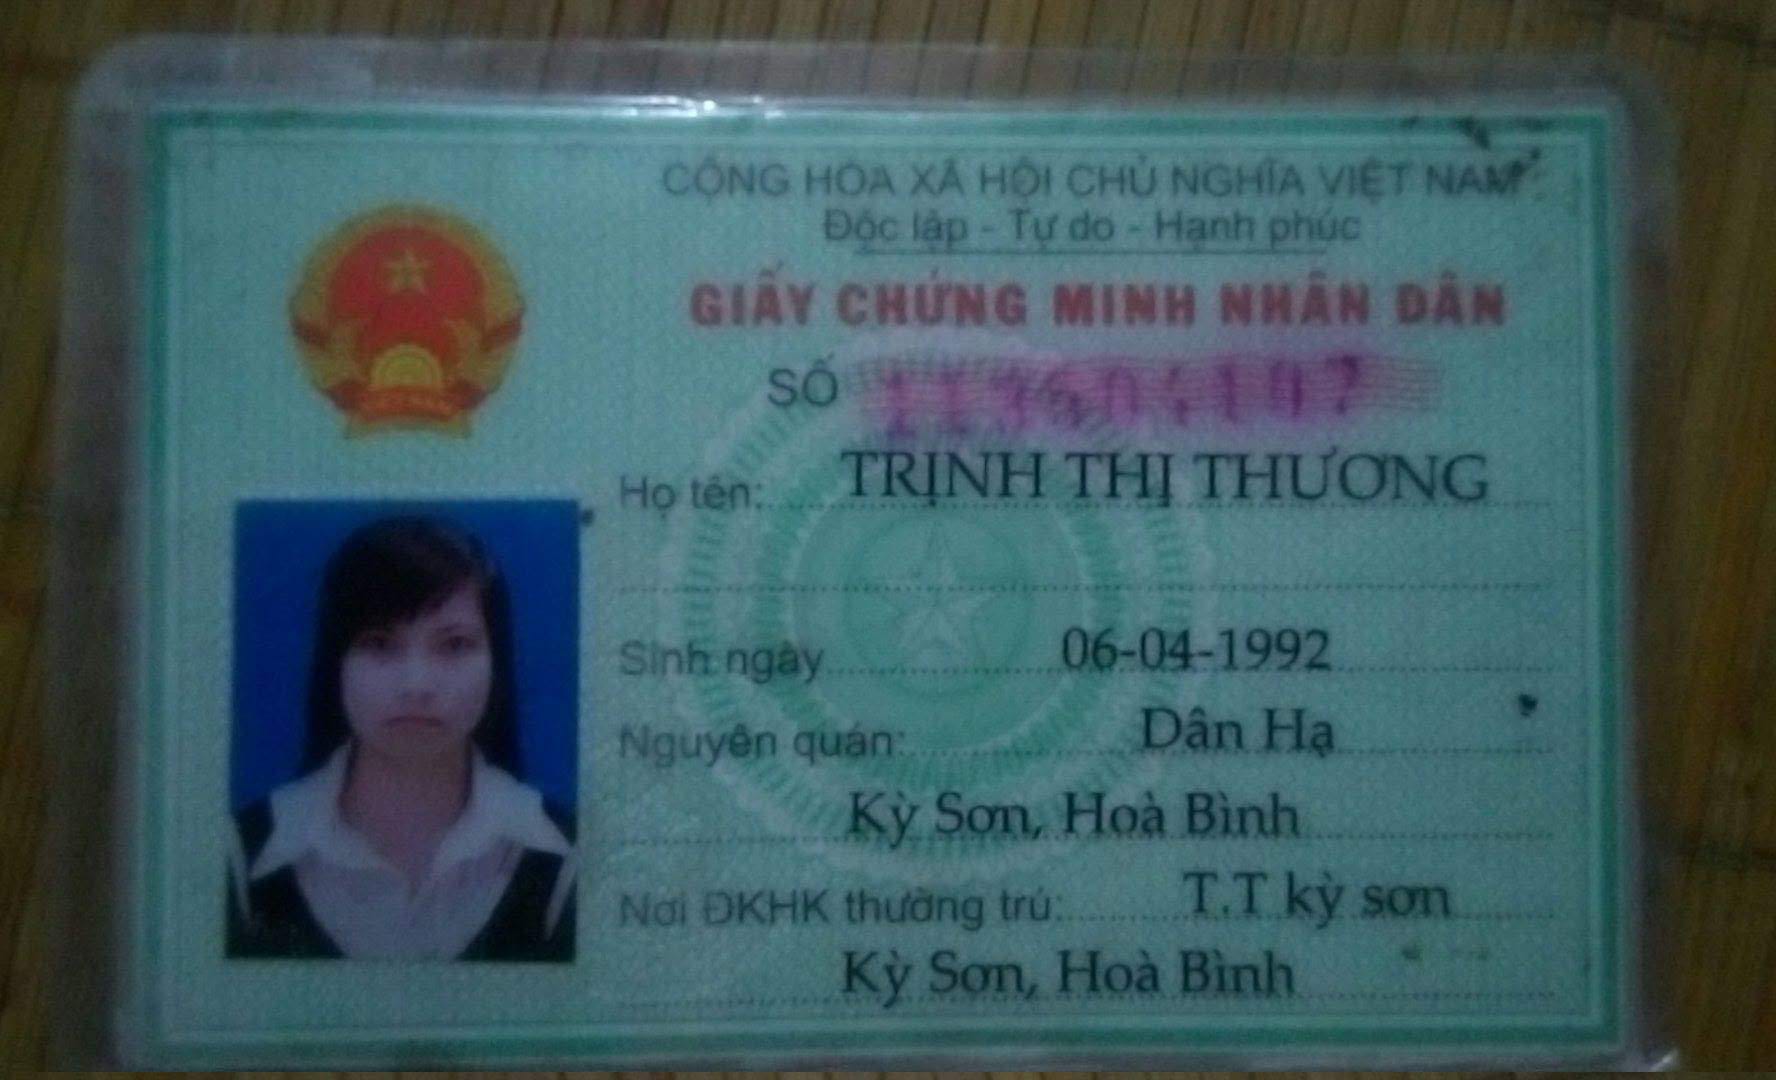 CỘNG HÒA XÃ HỘI CHỦ NGHĨA VIỆT NAM
Độc lập - Tự do - Hạnh phúc
GIẤY CHỨNG MINH NHÂN DÂN
SỐ
Họ tên: TRỊNH THỊ THƯƠNG
Sinh ngày 06-04-1992
Nguyên quán: Dân Hạ
Kỳ Sơn, Hoà Bình
Nơi ĐKHK thường trú: T.T kỳ sơn
Kỳ Sơn, Hoà Bình